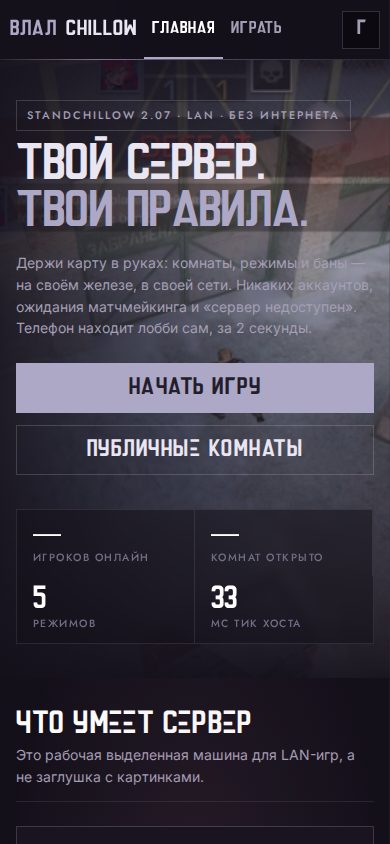 ВЛАЛ CHILLOW ГЛАВНАЯ ИГРАТЬ Г
STANDCHILLOW 2.07 · LAN · БЕЗ ИНТЕРНЕТА
ТВОЙ СЕРВЕР.
ТВОИ ПРАВИЛА.
Держи карту в руках: комнаты, режимы и баны —
на своём железе, в своей сети. Никаких аккаунтов,
ожидания матчмейкинга и «сервер недоступен».
Телефон находит лобби сам, за 2 секунды.
НАЧАТЬ ИГРУ
ПУБЛИЧНЫЕ КОМНАТЫ
— —
ИГРОКОВ ОНЛАЙН КОМНАТ ОТКРЫТО
5 33
РЕЖИМОВ МС ТИК ХОСТА
ЧТО УМЕЕТ СЕРВЕР
Это рабочая выделенная машина для LAN-игр, а
не заглушка с картинками.